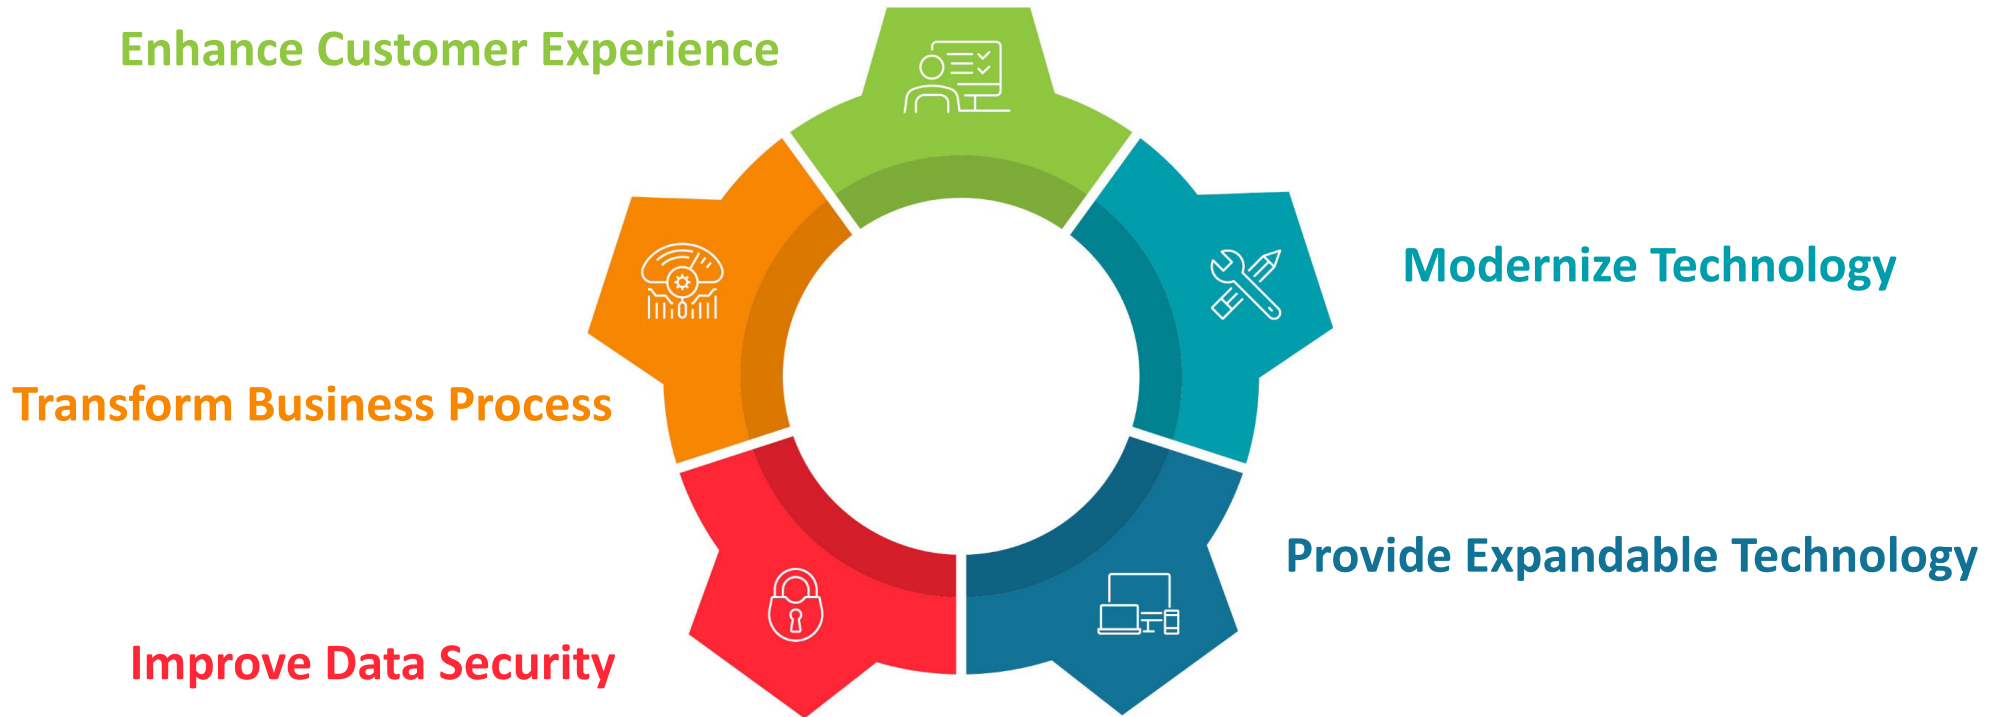 Enhance Customer Experience
Modernize Technology
Transform Business Process
Provide Expandable Technology
Improve Data Security